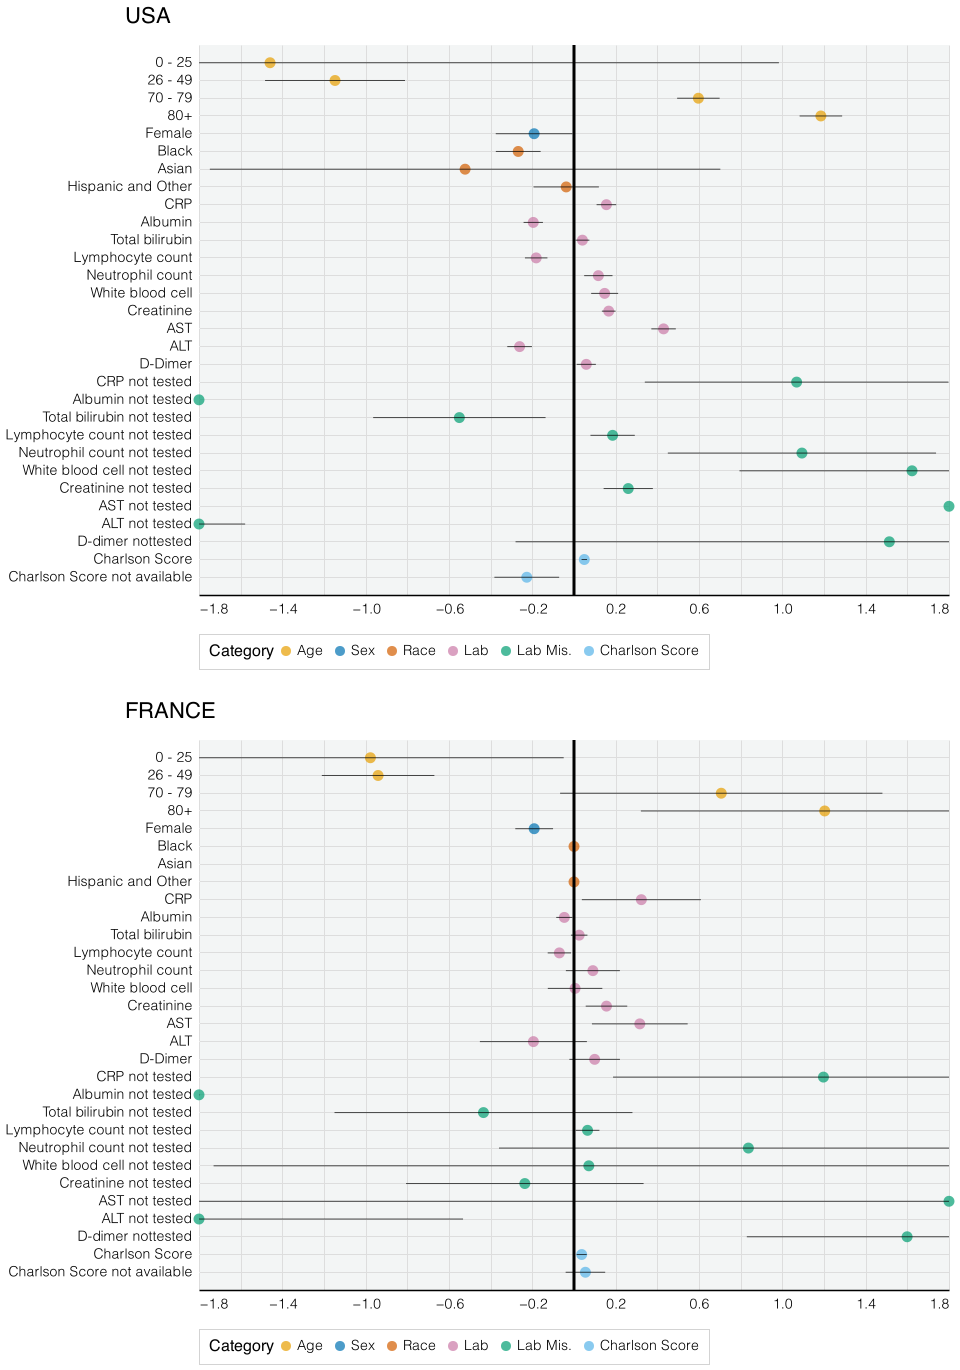 USA
0 - 25
26 - 49
70 - 79
80+
Female
Black
Asian
Hispanic and Other
CRP
Albumin
Total bilirubin
Lymphocyte count
Neutrophil count
White blood cell
Creatinine
AST
ALT
D-Dimer
CRP not tested
Albumin not tested
Total bilirubin not tested
Lymphocyte count not tested
Neutrophil count not tested
White blood cell not tested
Creatinine not tested
AST not tested
ALT not tested
D-dimer nottested
Charlson Score
Charlson Score not available
−1.8 −1.4 −1.0 −0.6 −0.2 0.2 0.6 1.0 1.4 1.8
Category Age Sex Race Lab Lab Mis. Charlson Score
FRANCE
0 - 25
26 - 49
70 - 79
80+
Female
Black
Asian
Hispanic and Other
CRP
Albumin
Total bilirubin
Lymphocyte count
Neutrophil count
White blood cell
Creatinine
AST
ALT
D-Dimer
CRP not tested
Albumin not tested
Total bilirubin not tested
Lymphocyte count not tested
Neutrophil count not tested
White blood cell not tested
Creatinine not tested
AST not tested
ALT not tested
D-dimer nottested
Charlson Score
Charlson Score not available
−1.8 −1.4 −1.0 −0.6 −0.2 0.2 0.6 1.0 1.4 1.8
Category Age Sex Race Lab Lab Mis. Charlson Score